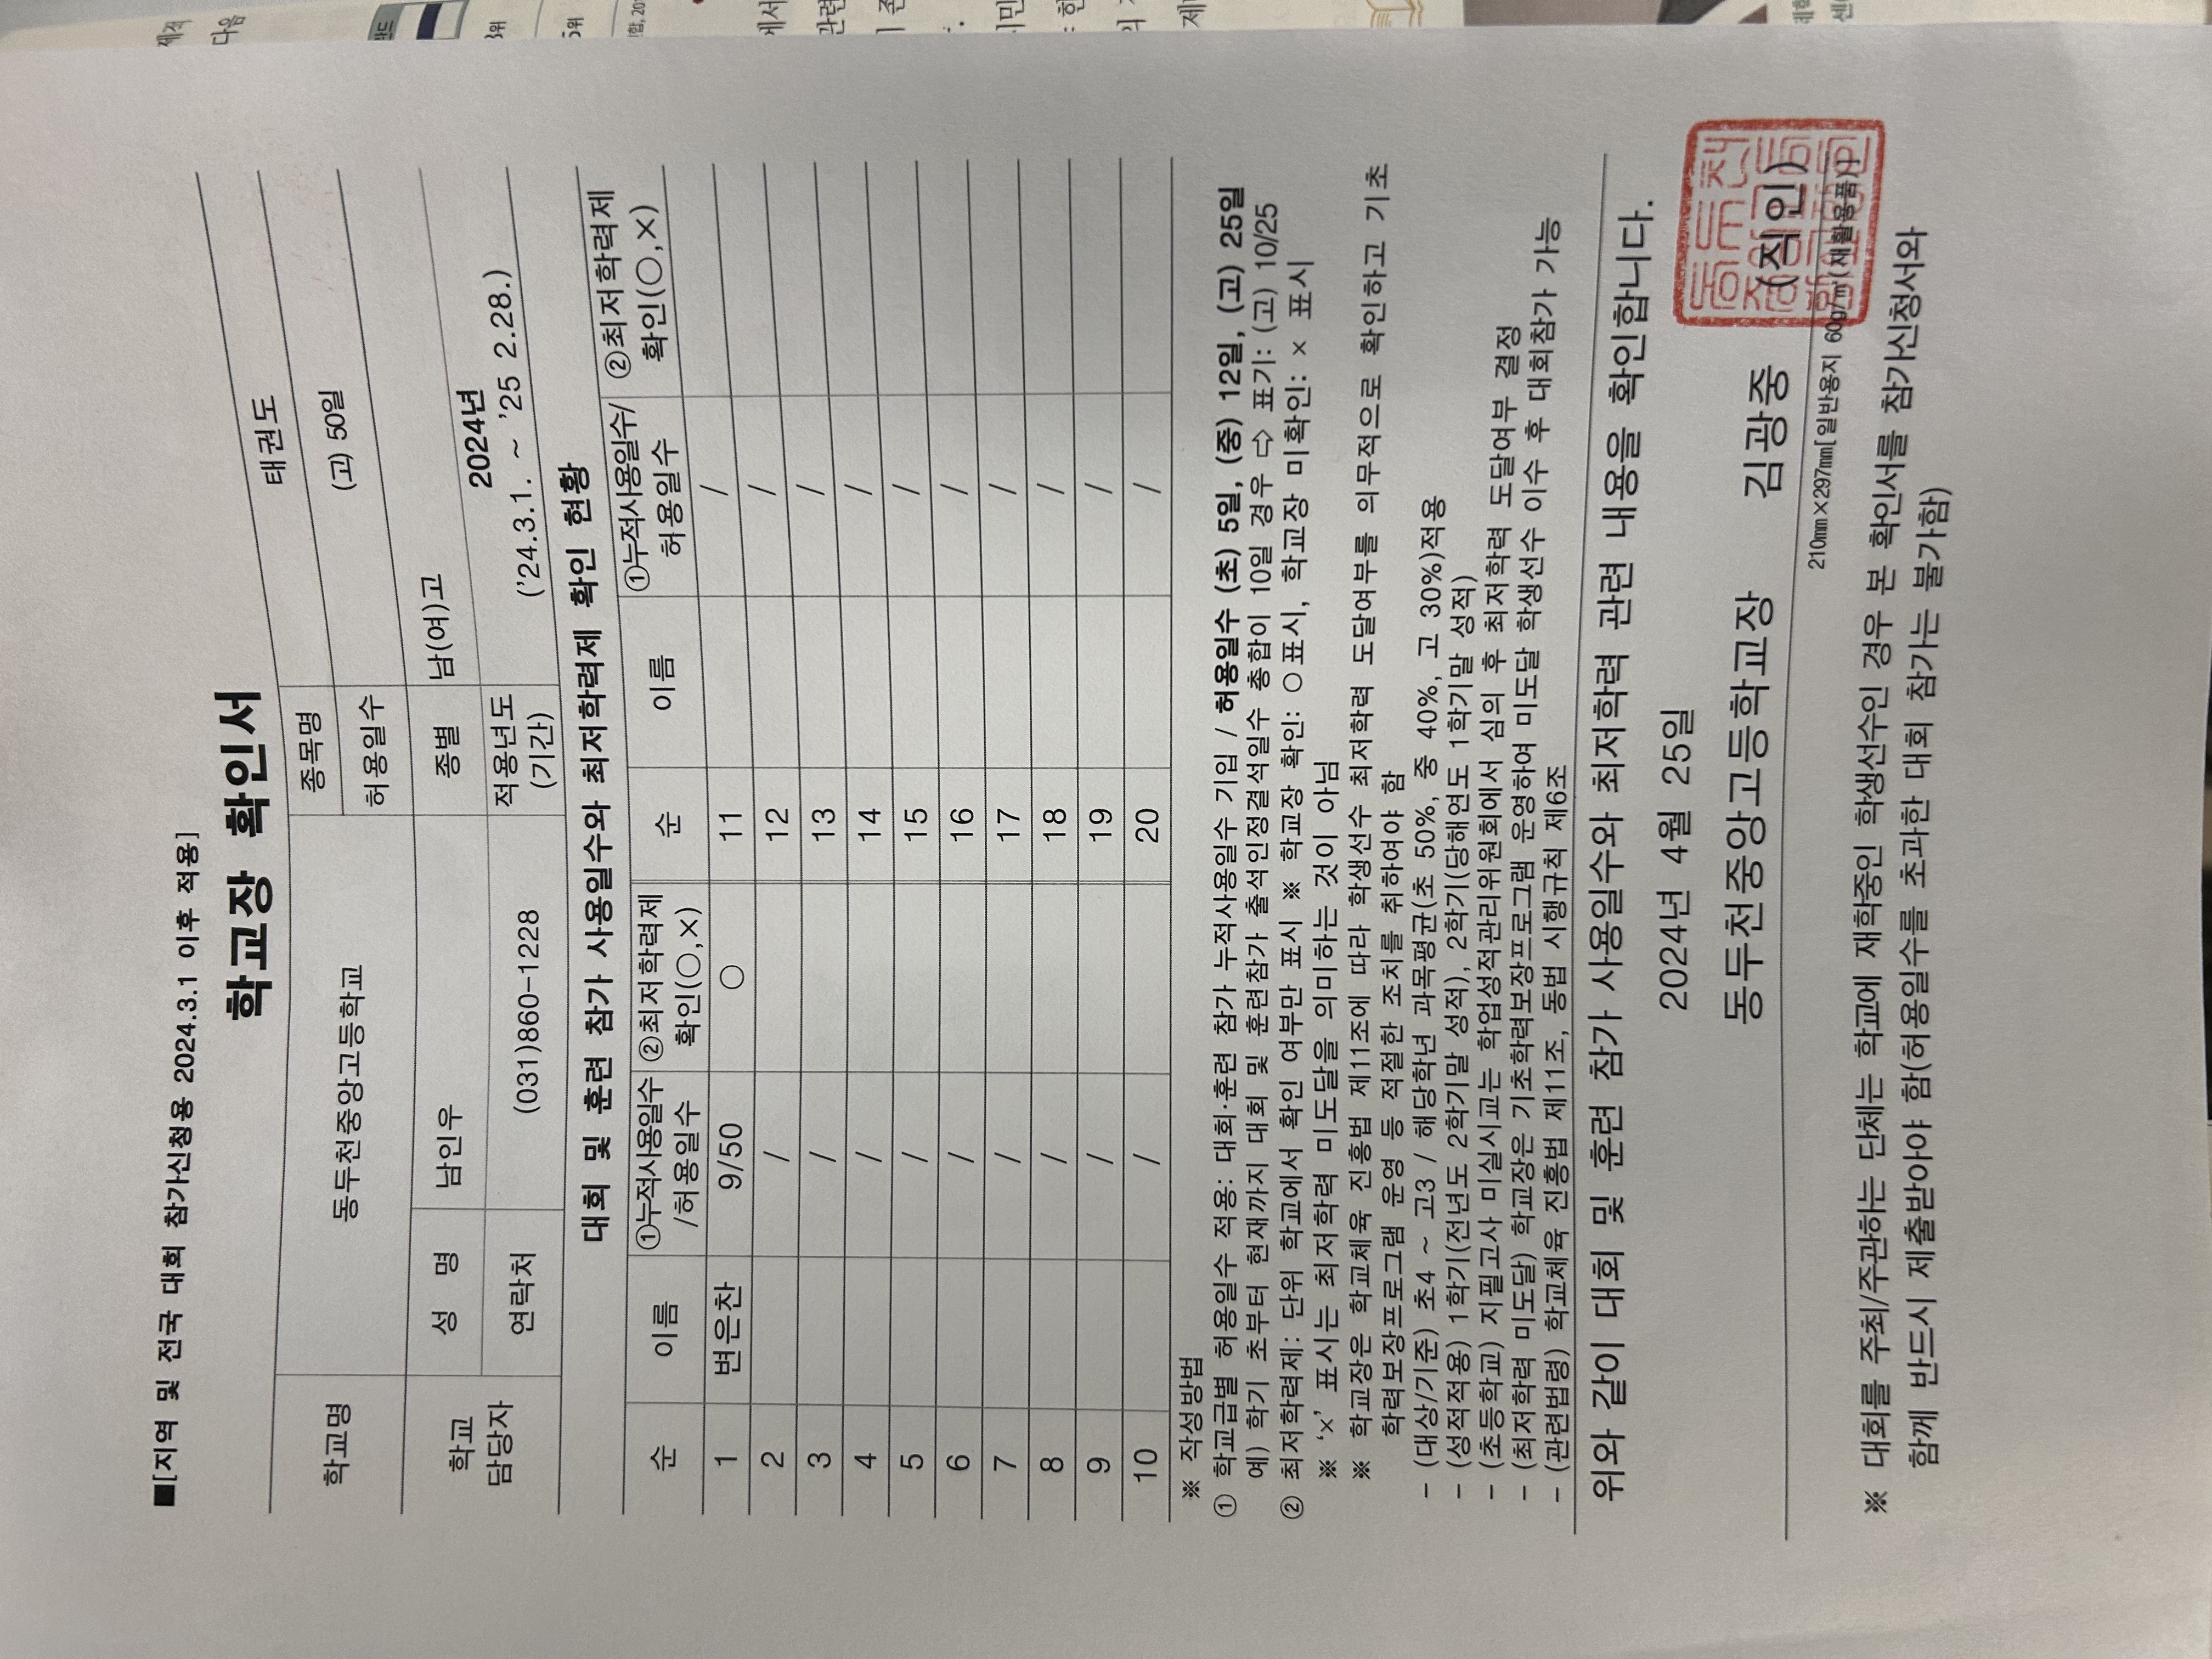 ■[지역 및 전국 대회 참가신청용 2024.3.1 이후 적용]
학교장 확인서
학교명 동두천중앙고등학교 종목명 태권도
허용일수 (고) 50일
학교 담당자 성 명 남인우 종별 남(여)고
연락처 (031)860-1228 적용년도 (기간) 2024년 ('24.3.1. ~ '25 2.28.)
대회 및 훈련 참가 사용일수와 최저학력제 확인 현황
순 이름 ①누적사용일수/허용일수 ②최저학력제 확인(○,×) 순 이름 ①누적사용일수/허용일수 ②최저학력제 확인(○,×)
1 변은찬 9/50 ○ 11 /
2 / 12 /
3 / 13 /
4 / 14 /
5 / 15 /
6 / 16 /
7 / 17 /
8 / 18 /
9 / 19 /
10 / 20 /
※ 작성방법
① 학교급별 허용일수 적용: 대회·훈련 참가 누적사용일수 기입 / 허용일수 (초) 5일, (중) 12일, (고) 25일
예) 학기 초부터 현재까지 대회 및 훈련참가 출석인정결석일수 총합이 10일 경우 ⇨ 표기: (고) 10/25
② 최저학력제: 단위 학교에서 확인 여부만 표시 ※ 학교장 확인: ○표시, 학교장 미확인: × 표시
※ '×' 표시는 최저학력 미도달을 의미하는 것이 아님
※ 학교장은 학교체육 진흥법 제11조에 따라 학생선수 최저학력 도달여부를 의무적으로 확인하고 기초
학력보장프로그램 운영 등 적절한 조치를 취하여야 함
- (대상/기준) 초4 ~ 고3 / 해당학년 과목평균(초 50%, 중 40%, 고 30%)적용
- (성적적용) 1학기(전년도 2학기말 성적), 2학기(당해연도 1학기말 성적)
- (초등학교) 지필고사 미실시교는 학업성적관리위원회에서 심의 후 최저학력 도달여부 결정
- (최저학력 미도달) 학교장은 기초학력보장프로그램 운영하여 미도달 학생선수 이수 후 대회참가 가능
- (관련법령) 학교체육 진흥법 제11조, 동법 시행규칙 제6조
위와 같이 대회 및 훈련 참가 사용일수와 최저학력 관련 내용을 확인합니다.
2024년 4월 25일
동두천중앙고등학교장 김광중 (직인)
210㎜×297㎜[일반용지 60g/㎡(재활용품)]
※ 대회를 주최/주관하는 단체는 학교에 재학중인 학생선수인 경우 본 확인서를 참가신청서와
함께 반드시 제출받아야 함(허용일수를 초과한 대회 참가는 불가함)